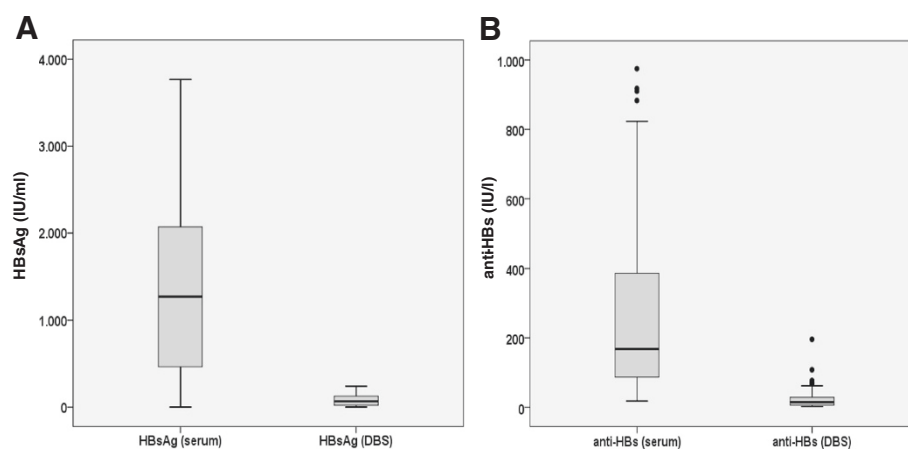 A
HBsAg (IU/ml)
4.000
3.000
2.000
1.000
0
HBsAg (serum) HBsAg (DBS)
B
anti-HBs (IU/l)
1.000
800
600
400
200
0
anti-HBs (serum) anti-HBs (DBS)